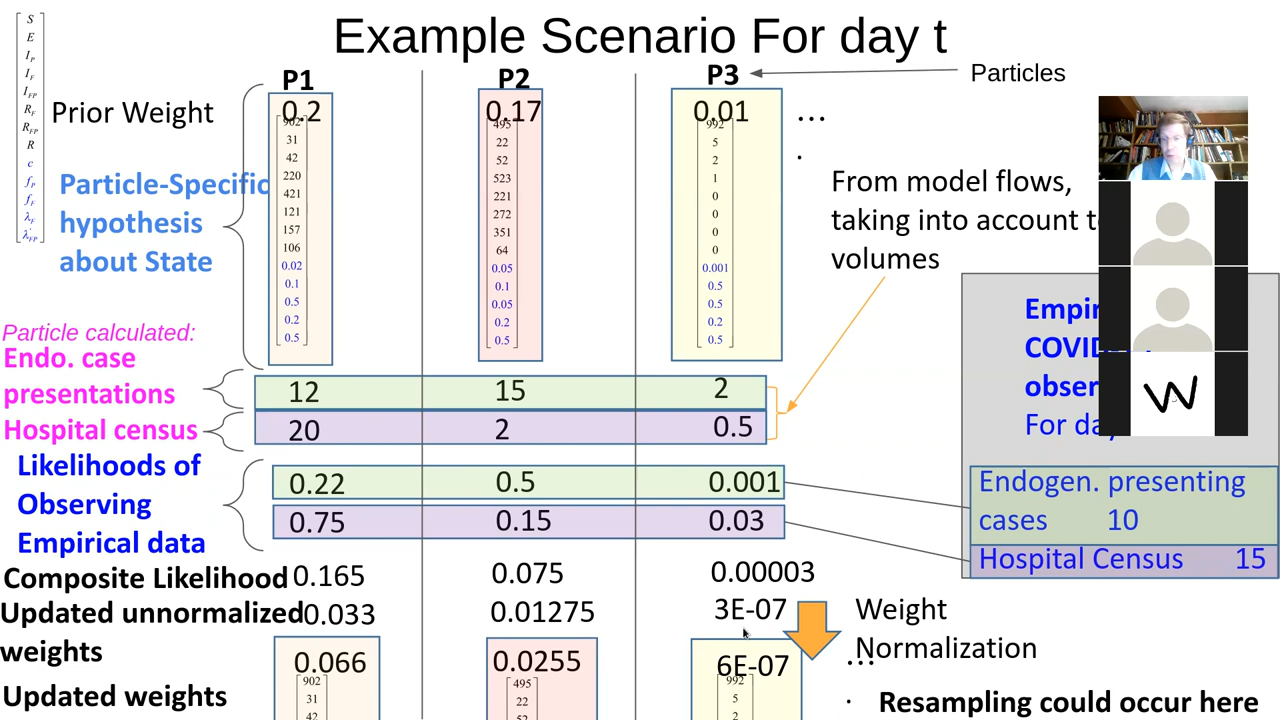 Example Scenario For day t
S
E
I_P
I_F
I_FP
R_F
R_FP
R
c
f_P
f_F
λ_F
λ_FP
P1 P2 P3 Particles
Prior Weight 0.2 0.17 0.01 ...
.
902 495 992
31 22 5
42 52 2
220 523 1
421 221 0
121 272 0
157 351 0
106 64 0
0.02 0.05 0.001
0.1 0.1 0.5
0.5 0.05 0.5
0.2 0.2 0.2
0.5 0.5 0.5
Particle-Specific
hypothesis
about State
From model flows,
taking into account
volumes
Particle calculated:
Endo. case
presentations 12 15 2
Hospital census 20 2 0.5
For
W
Likelihoods of
Observing
Empirical data
0.22 0.5 0.001
0.75 0.15 0.03
Endogen. presenting
cases 10
Hospital Census 15
Composite Likelihood 0.165 0.075 0.00003
Updated unnormalized
weights
0.033 0.01275 3E-07
Weight
Normalization
Updated weights
0.066 0.0255 6E-07 ...
.
902 495 992
31 22 5
42 52 2
Resampling could occur here